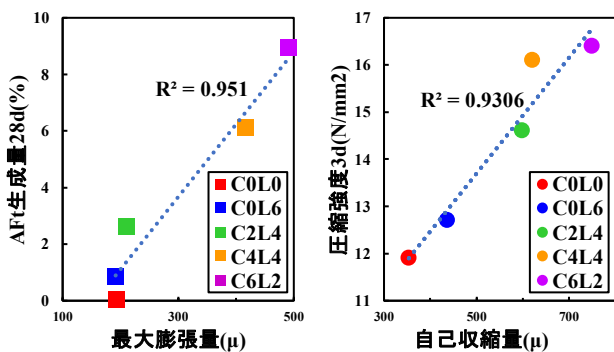 AFt生成量28d(%)
10
8
6
4
2
0
R² = 0.951
C0L0
C0L6
C2L4
C4L4
C6L2
100
300
500
最大膨張量(μ)
圧縮強度3d(N/mm2)
17
16
15
14
13
12
11
R² = 0.9306
C0L0
C0L6
C2L4
C4L4
C6L2
300
500
700
自己収縮量(μ)